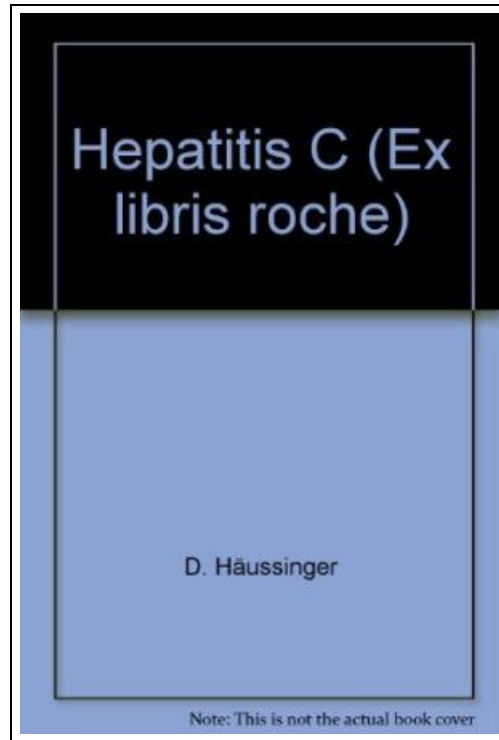 Hepatitis C (Ex
libris roche)
D. Häussinger
Note: This is not the actual book cover